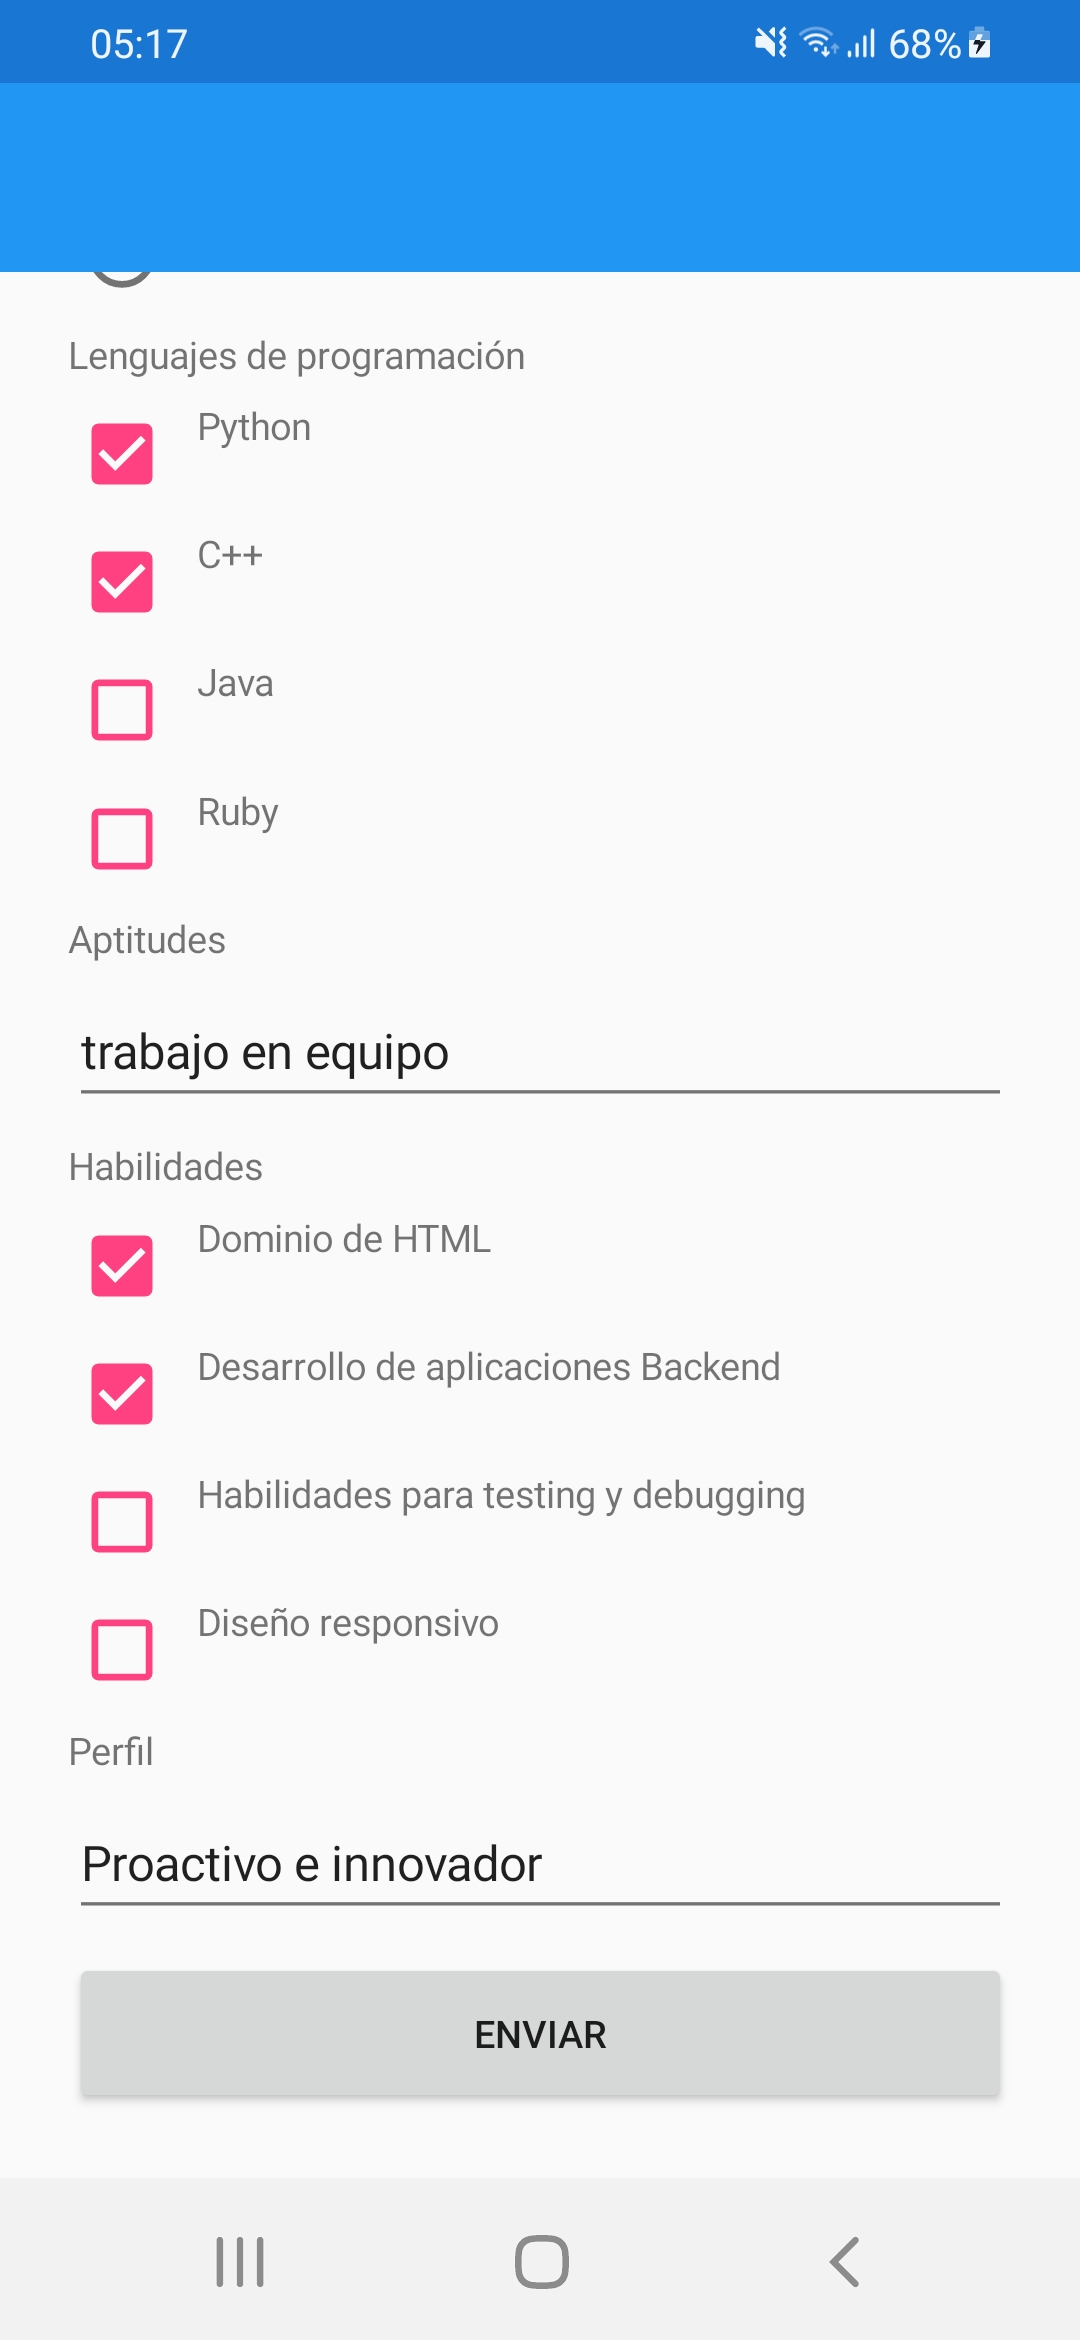 05:17
68%
Lenguajes de programación
Python
C++
Java
Ruby
Aptitudes
trabajo en equipo
Habilidades
Dominio de HTML
Desarrollo de aplicaciones Backend
Habilidades para testing y debugging
Diseño responsivo
Perfil
Proactivo e innovador
ENVIAR